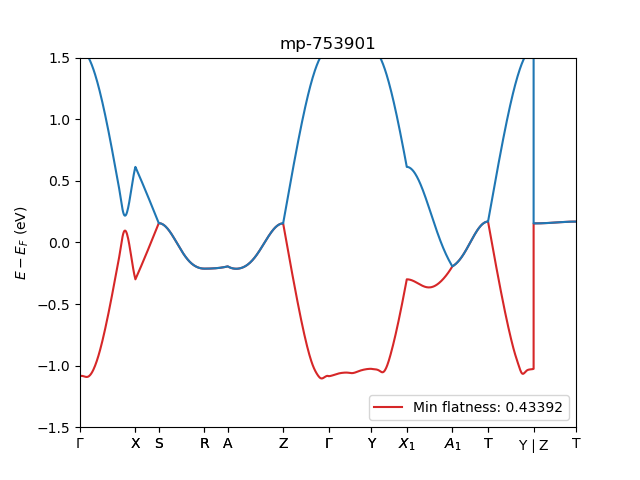 mp-753901
E − E_F (eV)
1.5
1.0
0.5
0.0
−0.5
−1.0
−1.5
Min flatness: 0.43392
Γ X S R A Z Γ Y X₁ A₁ T Y | Z T